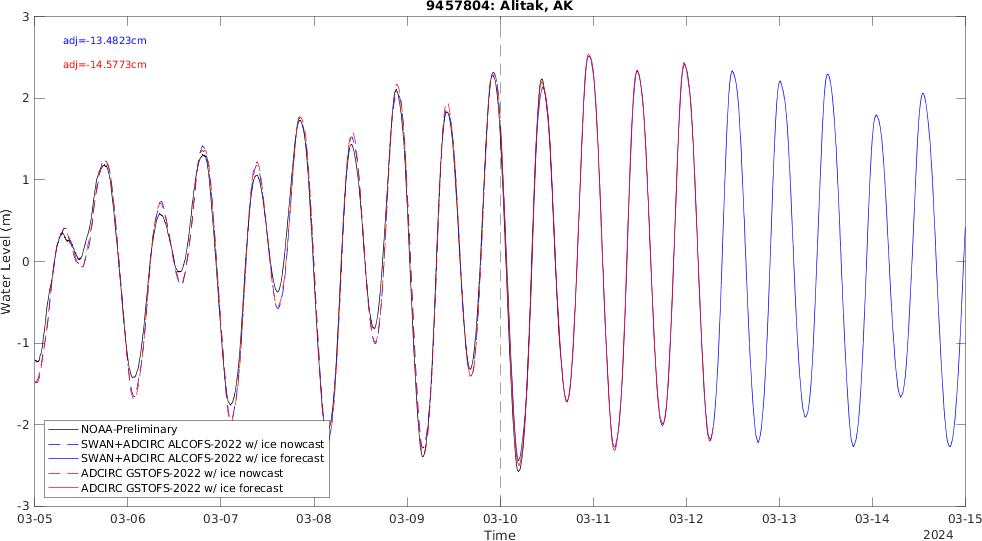 9457804: Alitak, AK
adj=-13.4823cm
adj=-14.5773cm
Water Level (m)
3
2
1
0
-1
-2
-3
NOAA-Preliminary
SWAN+ADCIRC ALCOFS-2022 w/ ice nowcast
SWAN+ADCIRC ALCOFS-2022 w/ ice forecast
ADCIRC GSTOFS-2022 w/ ice nowcast
ADCIRC GSTOFS-2022 w/ ice forecast
03-05 03-06 03-07 03-08 03-09 03-10 03-11 03-12 03-13 03-14 03-15
Time
2024